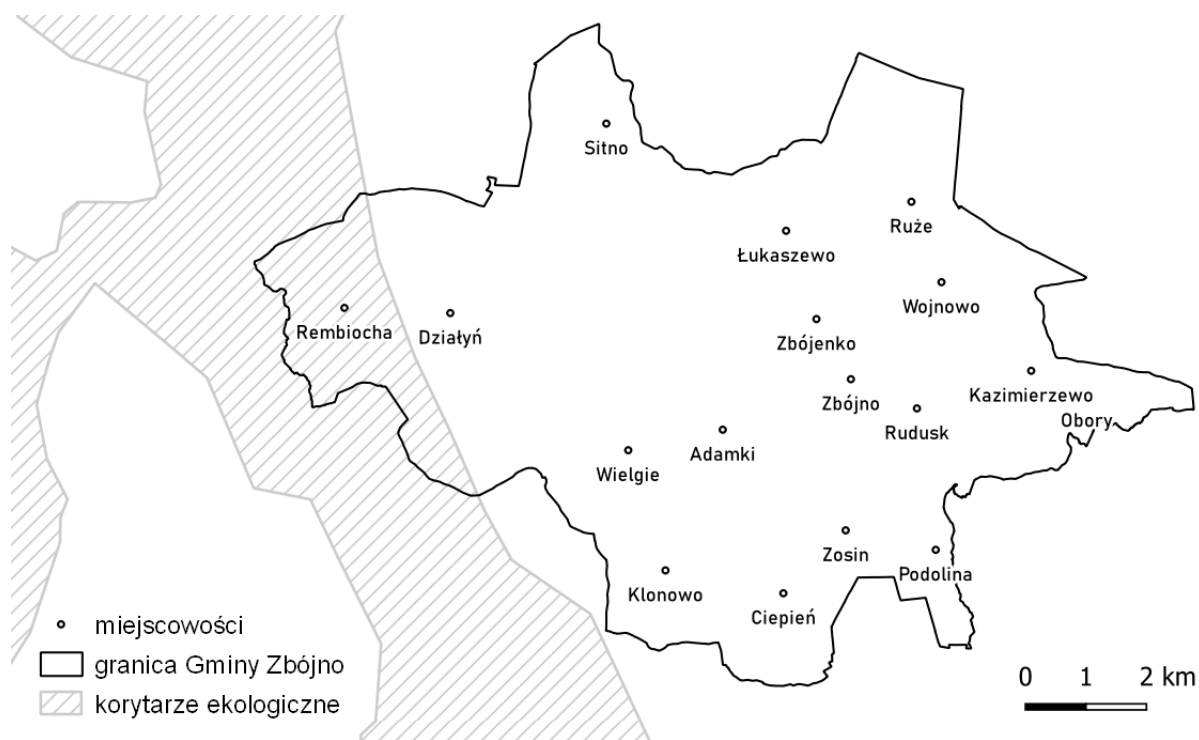 Sitno
Ruże
Łukaszewo
Wojnowo
Rembiocha
Działyń
Zbójenko
Kazimierzewo
Zbójno
Obory
Rudusk
Adamki
Wielgie
Zosin
Podolina
Klonowo
Ciepień
miejscowości
granica Gminy Zbójno
korytarze ekologiczne
0 1 2 km